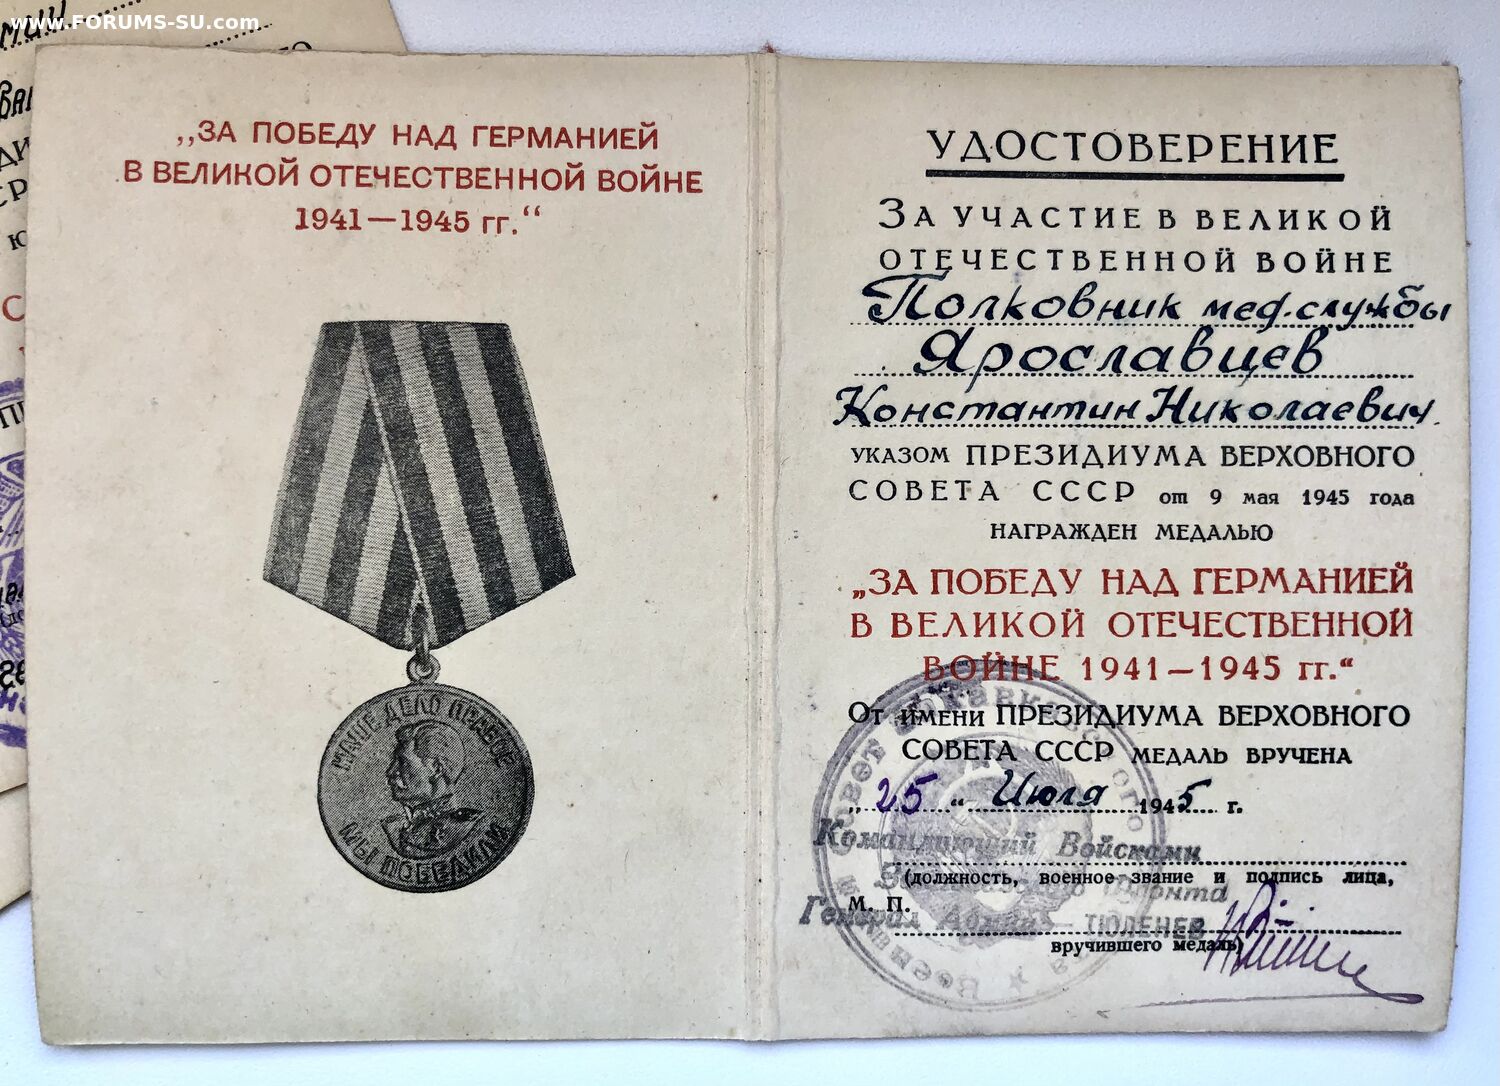 www.FORUMS-SU.com
„ЗА ПОБЕДУ НАД ГЕРМАНИЕЙ
В ВЕЛИКОЙ ОТЕЧЕСТВЕННОЙ ВОЙНЕ
1941—1945 гг.“
НАШЕ ДЕЛО ПРАВОЕ
МЫ ПОБЕДИЛИ
УДОСТОВЕРЕНИЕ
ЗА УЧАСТИЕ В ВЕЛИКОЙ
ОТЕЧЕСТВЕННОЙ ВОЙНЕ
Полковник мед. службы
Ярославцев
Константин Николаевич
УКАЗОМ ПРЕЗИДИУМА ВЕРХОВНОГО
СОВЕТА СССР от 9 мая 1945 года
НАГРАЖДЕН МЕДАЛЬЮ
„ЗА ПОБЕДУ НАД ГЕРМАНИЕЙ
В ВЕЛИКОЙ ОТЕЧЕСТВЕННОЙ
ВОЙНЕ 1941—1945 гг.“
ОТ ИМЕНИ ПРЕЗИДИУМА ВЕРХОВНОГО
СОВЕТА СССР МЕДАЛЬ ВРУЧЕНА
„25“ Июля 1945 г.
Командующий Войсками
(должность, военное звание и подпись лица,
фронта
М. П.
Генерал Армии — ТЮЛЕНЕВ
вручившего медаль)